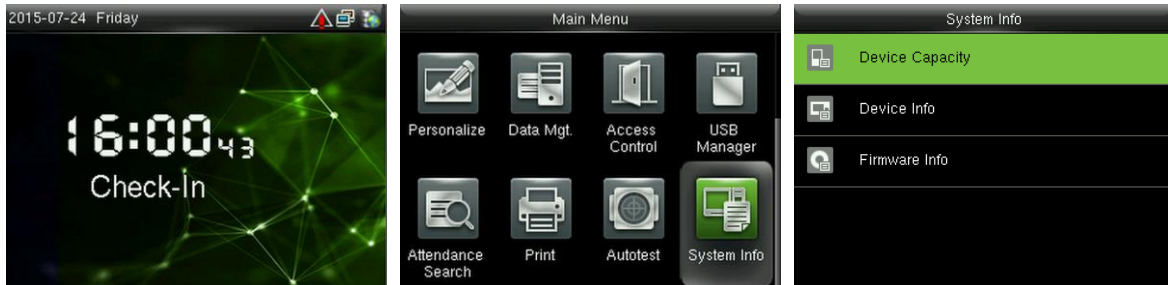 2015-07-24 Friday
16:00 43
Check-In
Main Menu
Personalize
Data Mgt.
Access
Control
USB
Manager
Attendance
Search
Print
Autotest
System Info
System Info
Device Capacity
Device Info
Firmware Info